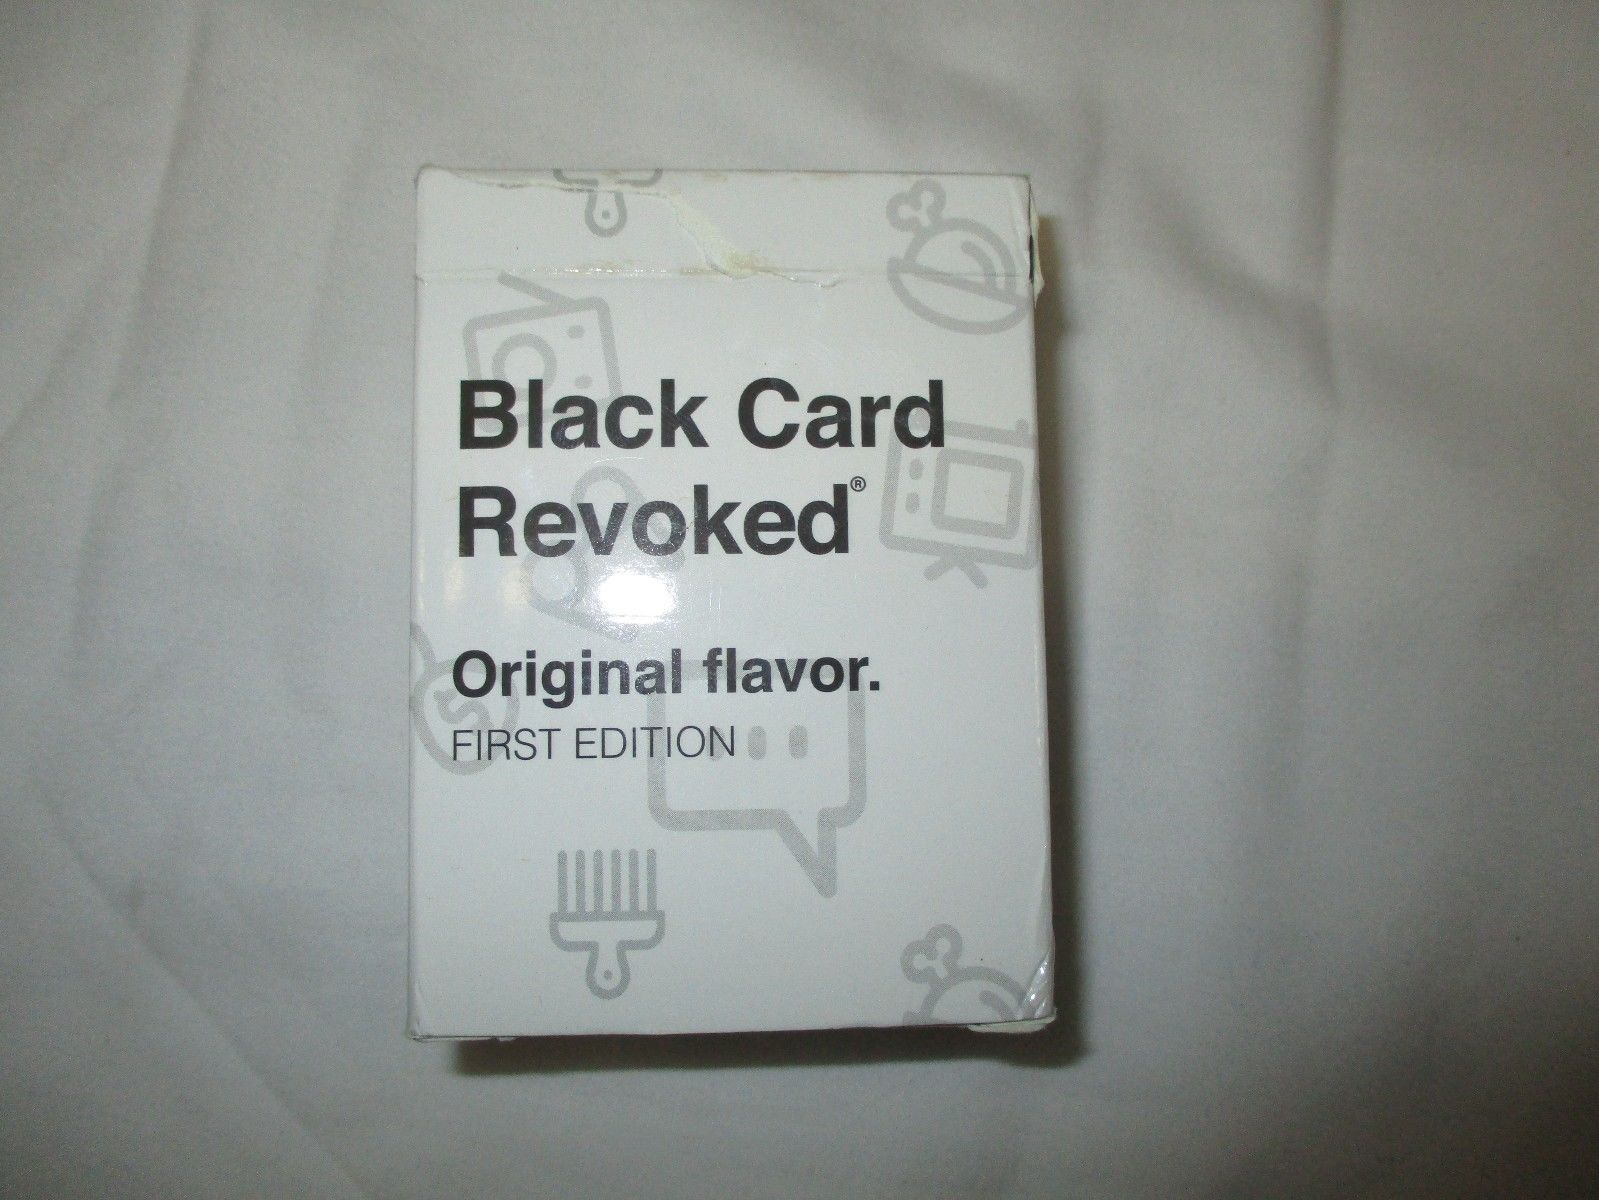 Black Card
Revoked®
Original flavor.
FIRST EDITION